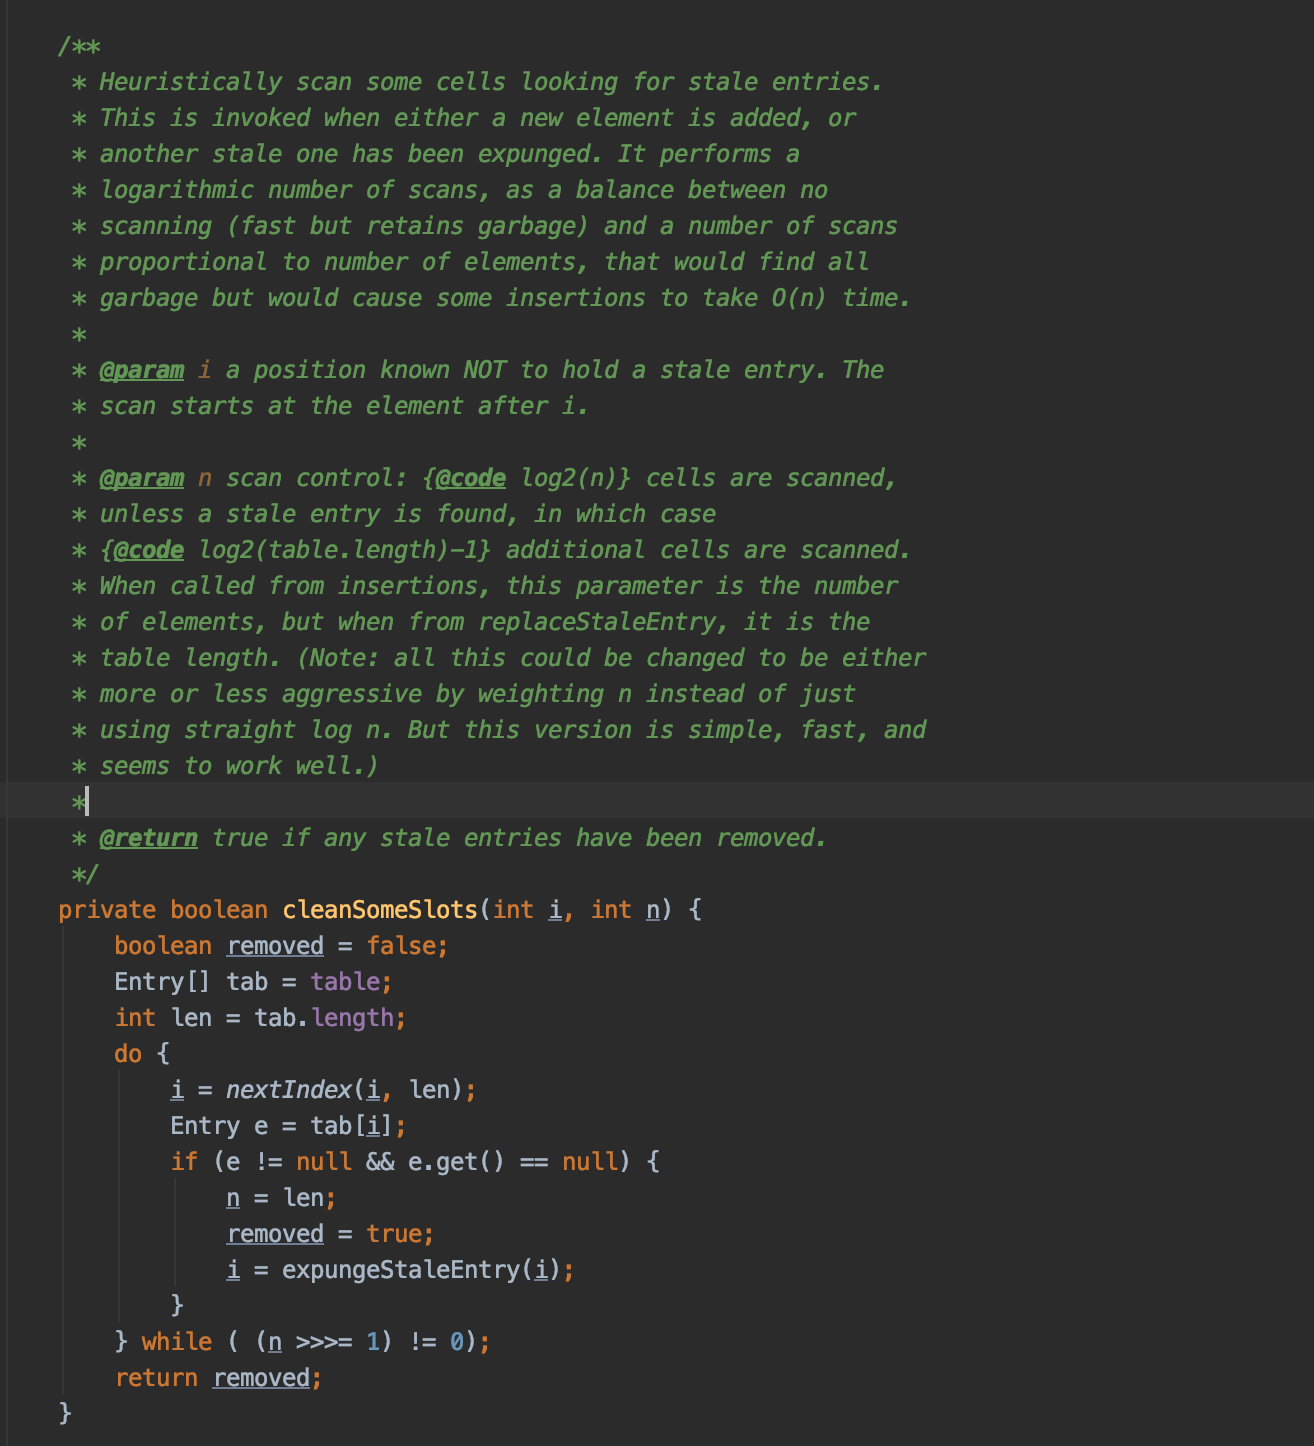 /**
* Heuristically scan some cells looking for stale entries.
* This is invoked when either a new element is added, or
* another stale one has been expunged. It performs a
* logarithmic number of scans, as a balance between no
* scanning (fast but retains garbage) and a number of scans
* proportional to number of elements, that would find all
* garbage but would cause some insertions to take O(n) time.
*
* @param i a position known NOT to hold a stale entry. The
* scan starts at the element after i.
*
* @param n scan control: {@code log2(n)} cells are scanned,
* unless a stale entry is found, in which case
* {@code log2(table.length)-1} additional cells are scanned.
* When called from insertions, this parameter is the number
* of elements, but when from replaceStaleEntry, it is the
* table length. (Note: all this could be changed to be either
* more or less aggressive by weighting n instead of just
* using straight log n. But this version is simple, fast, and
* seems to work well.)
*
* @return true if any stale entries have been removed.
*/
private boolean cleanSomeSlots(int i, int n) {
boolean removed = false;
Entry[] tab = table;
int len = tab.length;
do {
i = nextIndex(i, len);
Entry e = tab[i];
if (e != null && e.get() == null) {
n = len;
removed = true;
i = expungeStaleEntry(i);
}
} while ( (n >>>= 1) != 0);
return removed;
}